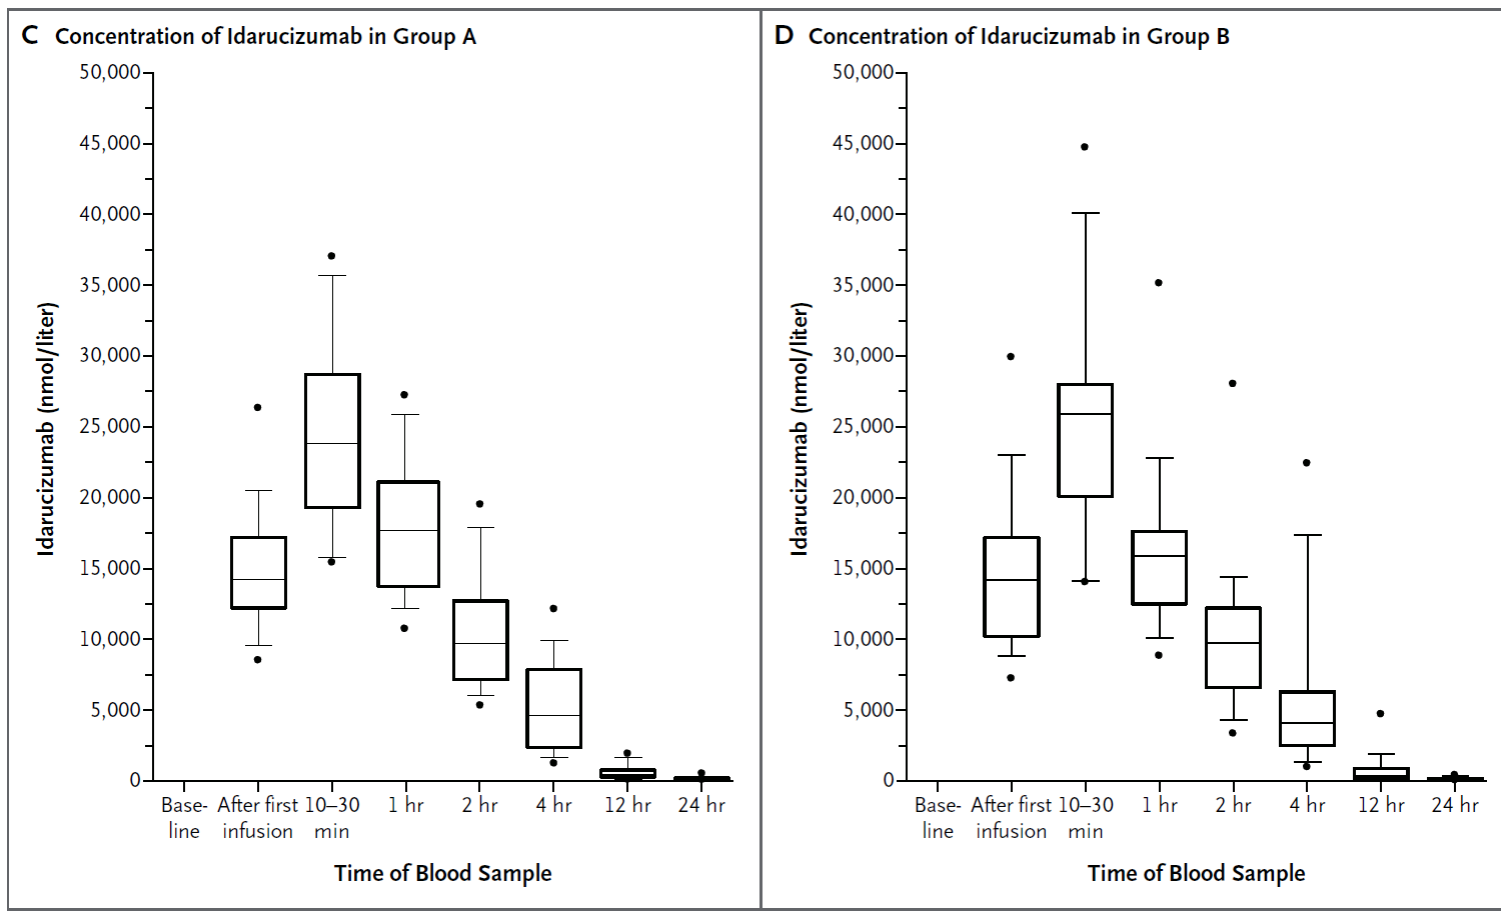 C Concentration of Idarucizumab in Group A
50,000
45,000
40,000
35,000
30,000
25,000
20,000
15,000
10,000
5,000
0
Idarucizumab (nmol/liter)
Base- After first 10–30 1 hr 2 hr 4 hr 12 hr 24 hr
line infusion min
Time of Blood Sample
D Concentration of Idarucizumab in Group B
50,000
45,000
40,000
35,000
30,000
25,000
20,000
15,000
10,000
5,000
0
Idarucizumab (nmol/liter)
Base- After first 10–30 1 hr 2 hr 4 hr 12 hr 24 hr
line infusion min
Time of Blood Sample